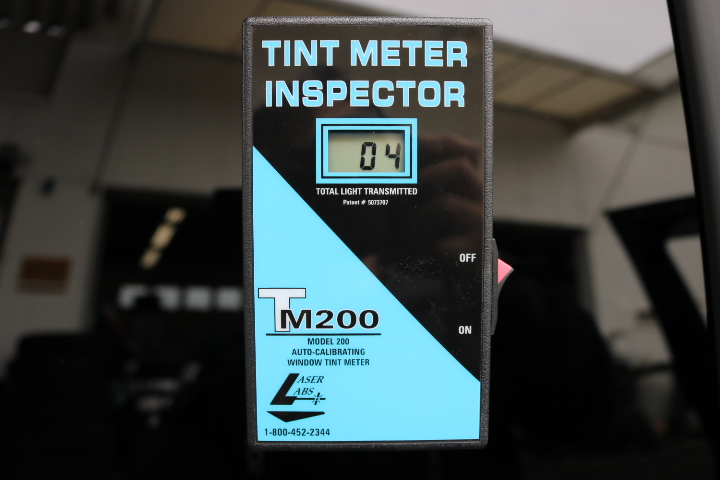 TINT METER
INSPECTOR
04
TOTAL LIGHT TRANSMITTED
Patent # 5073707
OFF
ON
TM200
MODEL 200
AUTO-CALIBRATING
WINDOW TINT METER
LASER
LABS
1-800-452-2344